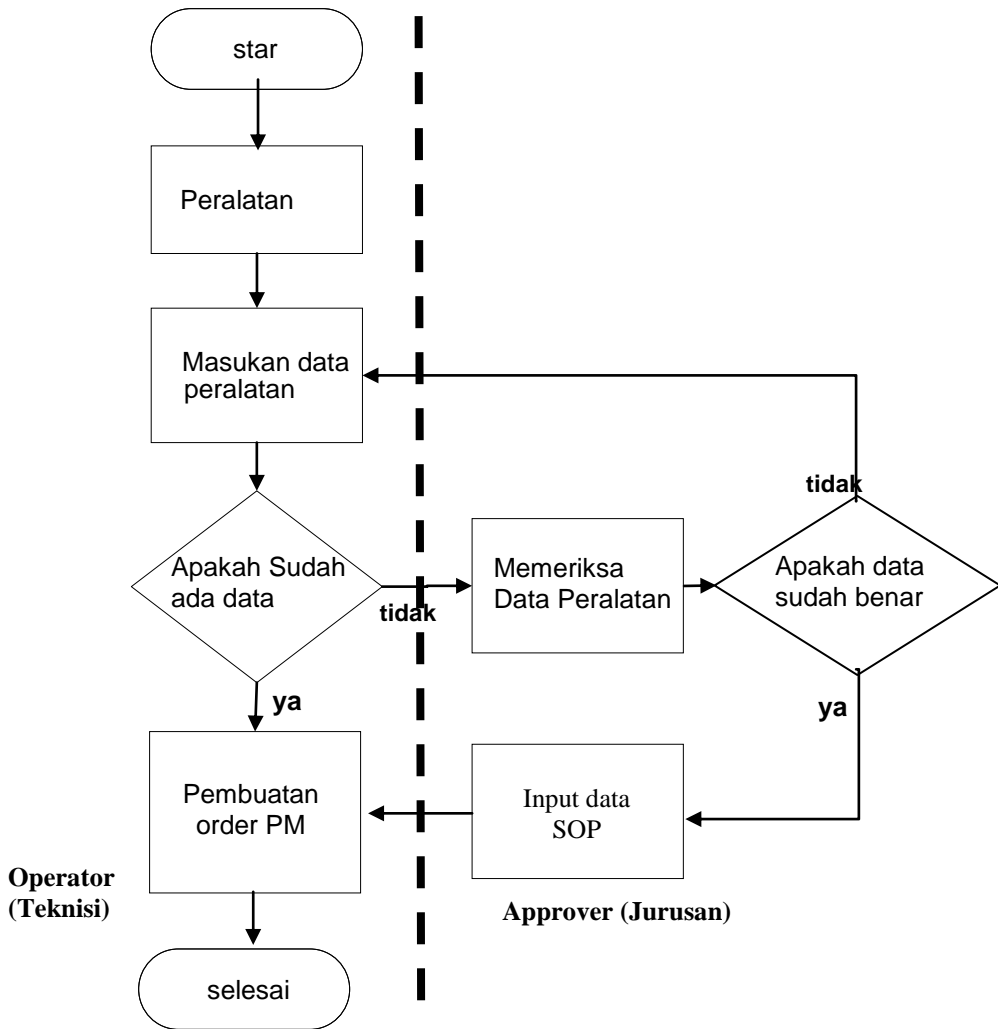 star
Peralatan
Masukan data
peralatan
tidak
Apakah Sudah
ada data
tidak
Memeriksa
Data Peralatan
Apakah data
sudah benar
ya
ya
Pembuatan
order PM
Input data
SOP
Operator
(Teknisi)
Approver (Jurusan)
selesai